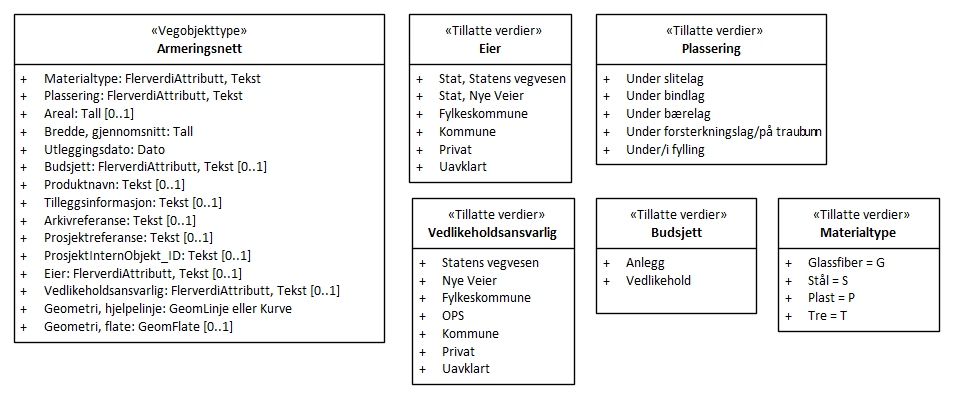 «Vegobjekttype»
Armeringsnett
+ Materialtype: FlerverdiAttributt, Tekst
+ Plassering: FlerverdiAttributt, Tekst
+ Areal: Tall [0..1]
+ Bredde, gjennomsnitt: Tall
+ Utleggingsdato: Dato
+ Budsjett: FlerverdiAttributt, Tekst [0..1]
+ Produktnavn: Tekst [0..1]
+ Tilleggsinformasjon: Tekst [0..1]
+ Arkivreferanse: Tekst [0..1]
+ Prosjektreferanse: Tekst [0..1]
+ ProsjektInternObjekt_ID: Tekst [0..1]
+ Eier: FlerverdiAttributt, Tekst [0..1]
+ Vedlikeholdsansvarlig: FlerverdiAttributt, Tekst [0..1]
+ Geometri, hjelpelinje: GeomLinje eller Kurve
+ Geometri, flate: GeomFlate [0..1]
«Tillatte verdier»
Eier
+ Stat, Statens vegvesen
+ Stat, Nye Veier
+ Fylkeskommune
+ Kommune
+ Privat
+ Uavklart
«Tillatte verdier»
Plassering
+ Under slitelag
+ Under bindlag
+ Under bærelag
+ Under forsterkningslag/på traubunn
+ Under/i fylling
«Tillatte verdier»
Vedlikeholdsansvarlig
+ Statens vegvesen
+ Nye Veier
+ Fylkeskommune
+ OPS
+ Kommune
+ Privat
+ Uavklart
«Tillatte verdier»
Budsjett
+ Anlegg
+ Vedlikehold
«Tillatte verdier»
Materialtype
+ Glassfiber = G
+ Stål = S
+ Plast = P
+ Tre = T